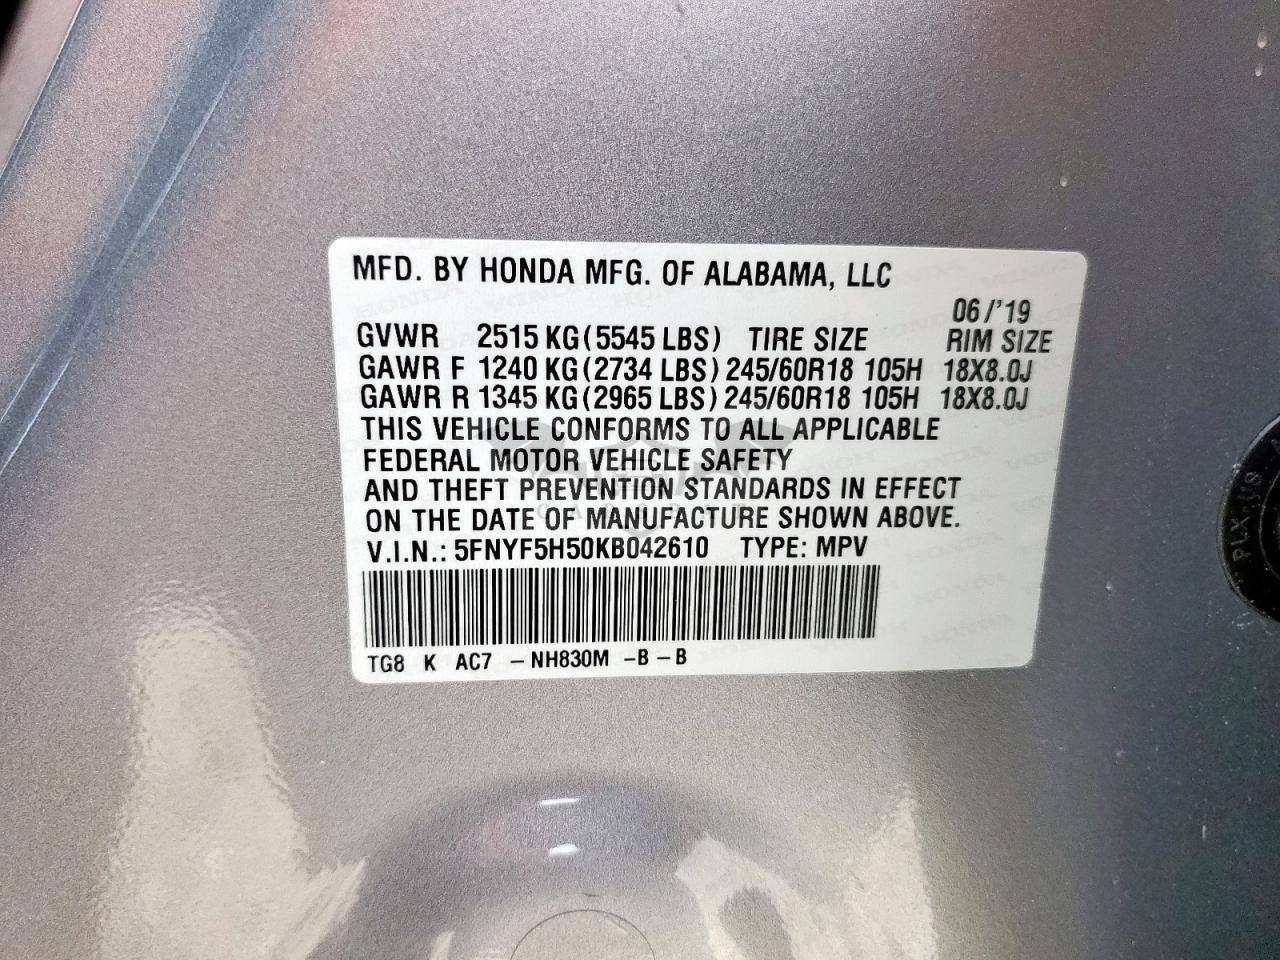 MFD. BY HONDA MFG. OF ALABAMA, LLC
06/'19
GVWR 2515 KG(5545 LBS) TIRE SIZE RIM SIZE
GAWR F 1240 KG(2734 LBS) 245/60R18 105H 18X8.0J
GAWR R 1345 KG(2965 LBS) 245/60R18 105H 18X8.0J
THIS VEHICLE CONFORMS TO ALL APPLICABLE
FEDERAL MOTOR VEHICLE SAFETY
AND THEFT PREVENTION STANDARDS IN EFFECT
ON THE DATE OF MANUFACTURE SHOWN ABOVE.
V.I.N.: 5FNYF5H50KB042610 TYPE: MPV
TG8 K AC7 -NH830M -B-B